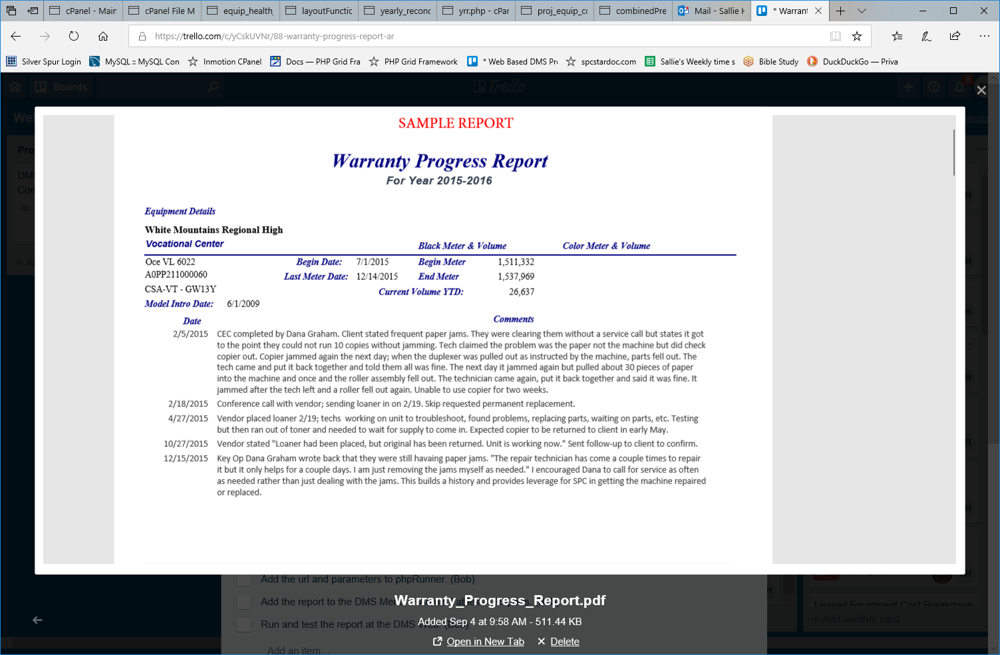 cPanel - Main
cPanel File M
equip_health_
layoutFunctio
yearly_recond
yrr.php - cPar
proj_equip_co
combinedPre
Mail - Sallie H
* Warrant
https://trello.com/c/yCskUVNr/88-warranty-progress-report-ar
Silver Spur Login
MySQL :: MySQL Con
Inmotion CPanel
Docs — PHP Grid Fra
PHP Grid Framework
* Web Based DMS Pr
spcstardoc.com
Sallie's Weekly time s
Bible Study
DuckDuckGo — Priva
Boards
Trello
5
Wel
Menu
Pro
DMS
Con
SAMPLE REPORT
Warranty Progress Report
For Year 2015-2016
Equipment Details
White Mountains Regional High
Vocational Center
Black Meter & Volume
Color Meter & Volume
Oce VL 6022
Begin Date: 7/1/2015
Begin Meter 1,511,332
A0PP211000060
Last Meter Date: 12/14/2015
End Meter 1,537,969
CSA-VT - GW13Y
Current Volume YTD: 26,637
Model Intro Date: 6/1/2009
Date
Comments
2/5/2015 CEC completed by Dana Graham. Client stated frequent paper jams. They were clearing them without a service call but states it got
to the point they could not run 10 copies without jamming. Tech claimed the problem was the paper not the machine but did check
copier out. Copier jammed again the next day; when the duplexer was pulled out as instructed by the machine, parts fell out. The
tech came and put it back together and told them all was fine. The next day it jammed again but pulled about 30 pieces of paper
into the machine and once and the roller assembly fell out. The technician came again, put it back together and said it was fine. It
jammed after the tech left and a roller fell out again. Unable to use copier for two weeks.
2/18/2015 Conference call with vendor; sending loaner in on 2/19. Skip requested permanent replacement.
4/27/2015 Vendor placed loaner 2/19; techs working on unit to troubleshoot, found problems, replacing parts, waiting on parts, etc. Testing
but then ran out of toner and needed to wait for supply to come in. Expected copier to be returned to client in early May.
10/27/2015 Vendor stated "Loaner had been placed, but original has been returned. Unit is working now." Sent follow-up to client to confirm.
12/15/2015 Key Op Dana Graham wrote back that they were still havaing paper jams. "The repair technician has come a couple times to repair
it but it only helps for a couple days. I am just removing the jams myself as needed." I encouraged Dana to call for service as often
as needed rather than just dealing with the jams. This builds a history and provides leverage for SPC in getting the machine repaired
or replaced.
Add the url and parameters to phpRunner. (Bob)
Add the report to the DMS Me
Warranty_Progress_Report.pdf
Leased Equipment Cost Breakdown
+ Add another card
Run and test the report at the DMS Web. (Bob)
Added Sep 4 at 9:58 AM - 511.44 KB
Open in New Tab
Delete
Add an item...